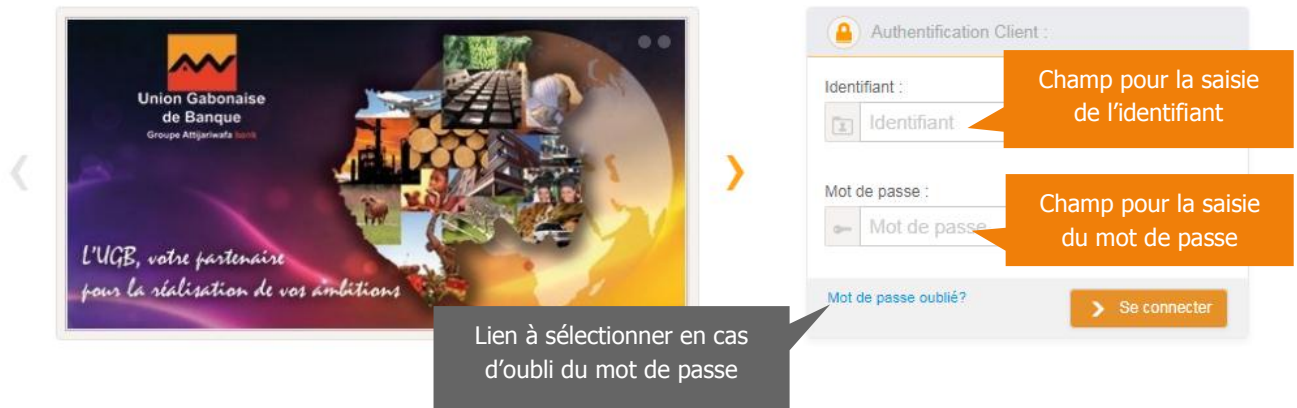 Union Gabonaise
de Banque
Groupe Attijariwafa bank
L'UGB, votre partenaire
pour la réalisation de vos ambitions
Authentification Client :
Identifiant :
Identifiant
Champ pour la saisie
de l’identifiant
Mot de passe :
Mot de passe
Champ pour la saisie
du mot de passe
Mot de passe oublié?
Se connecter
Lien à sélectionner en cas
d’oubli du mot de passe